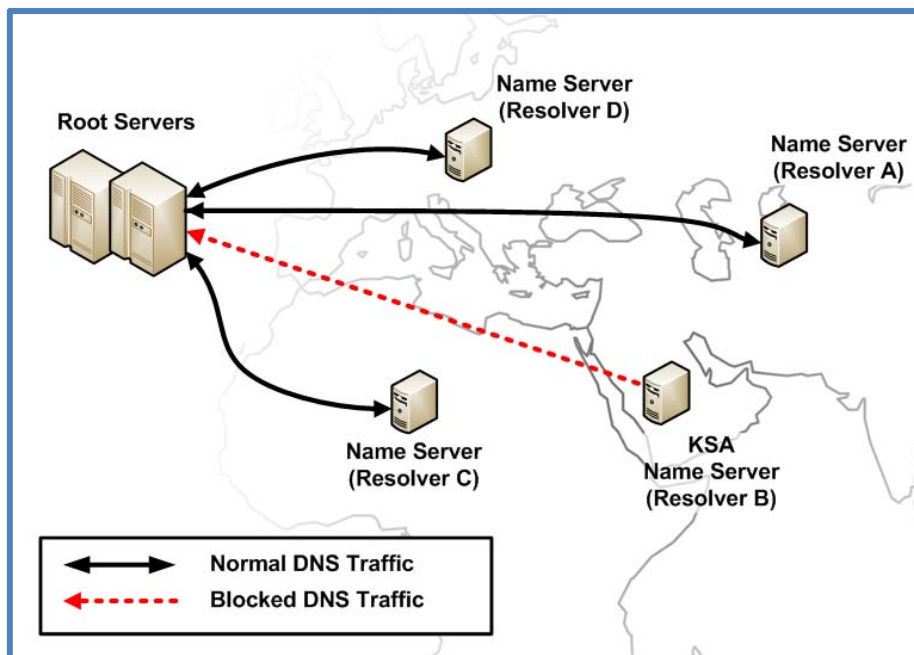 Root Servers
Name Server
(Resolver D)
Name Server
(Resolver A)
Name Server
(Resolver C)
KSA
Name Server
(Resolver B)
Normal DNS Traffic
Blocked DNS Traffic